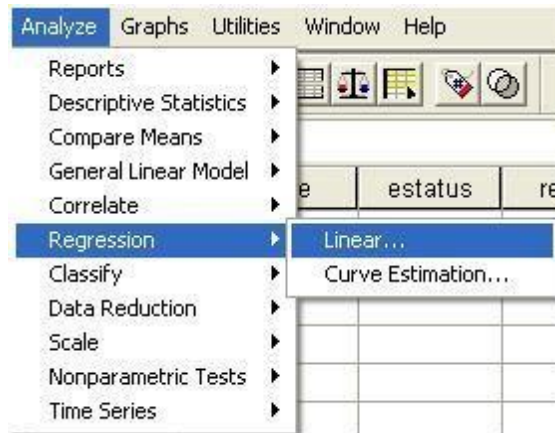 Analyze Graphs Utilities Window Help
Reports
Descriptive Statistics
Compare Means
General Linear Model
e estatus re
Correlate
Regression
Linear...
Classify
Curve Estimation...
Data Reduction
Scale
Nonparametric Tests
Time Series